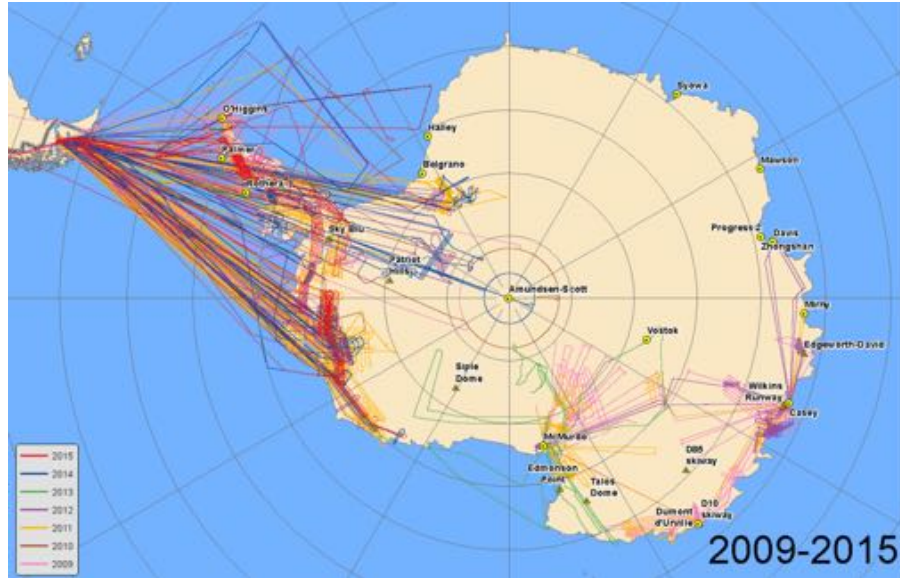 Syowa
O'Higgins
Halley
Palmer
Mawson
Belgrano
Rothera
Progress 2
Davis
Zhongshan
Sky Blu
Patriot
Hills
Amundsen-Scott
Mirny
Vostok
Edgeworth-David
Siple
Dome
Wilkins
Runway
Casey
McMurdo
D85
skiway
Edmonson
Point
Talos
Dome
D10
skiway
Dumont
d'Urville
2015
2014
2013
2012
2011
2010
2009
2009-2015